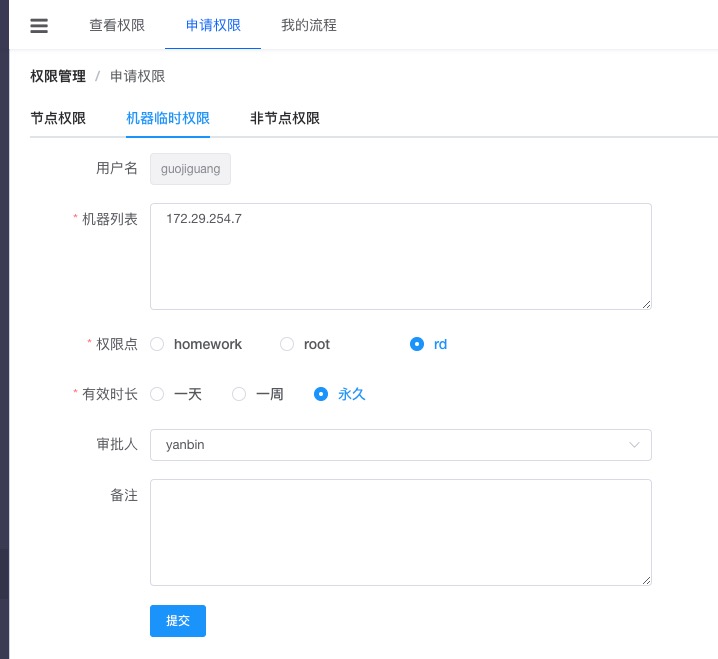 查看权限 申请权限 我的流程
权限管理 / 申请权限
节点权限 机器临时权限 非节点权限
用户名 guojiguang
* 机器列表 172.29.254.7
* 权限点 homework root rd
* 有效时长 一天 一周 永久
审批人 yanbin
备注
提交